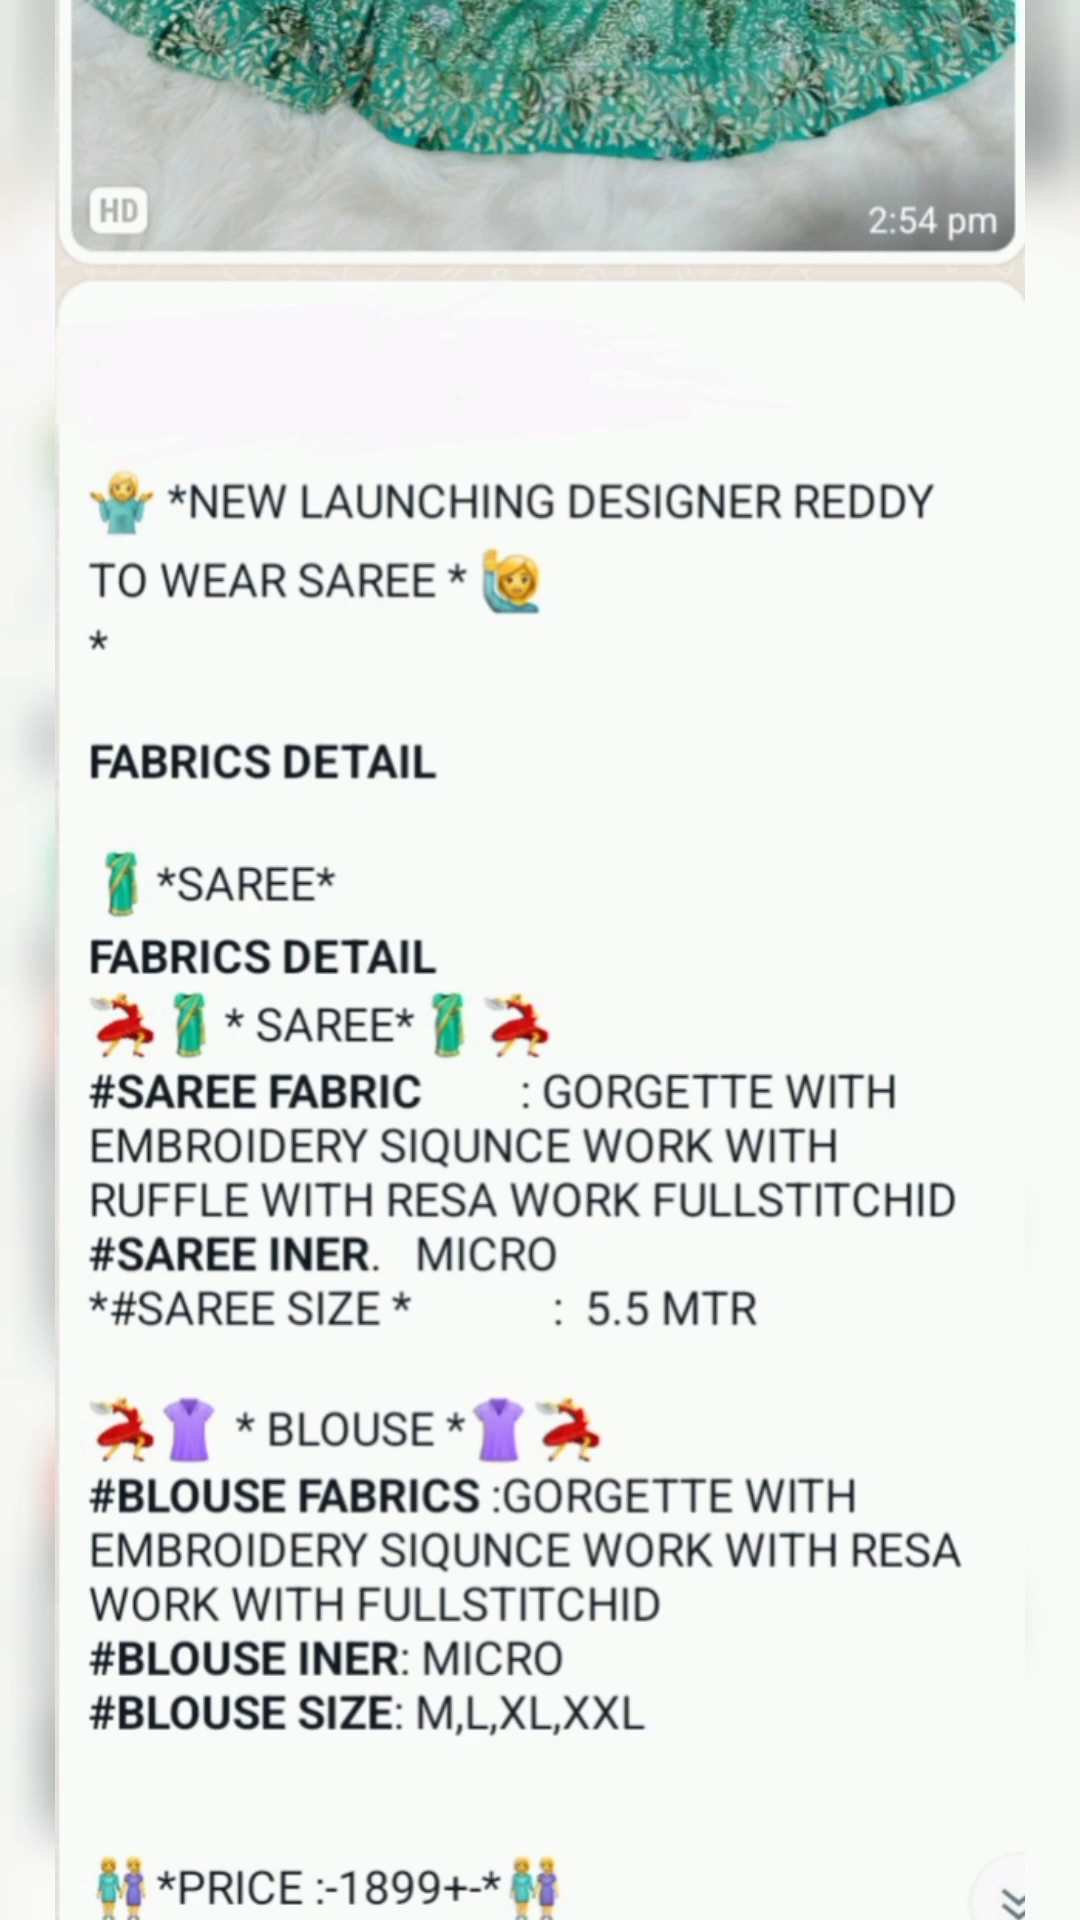 HD
2:54 pm
🤷‍♀️ *NEW LAUNCHING DESIGNER REDDY
TO WEAR SAREE * 🙋‍♀️
*
FABRICS DETAIL
🥻 *SAREE*
FABRICS DETAIL
💃🥻 * SAREE*🥻💃
#SAREE FABRIC : GORGETTE WITH
EMBROIDERY SIQUNCE WORK WITH
RUFFLE WITH RESA WORK FULLSTITCHID
#SAREE INER. MICRO
*#SAREE SIZE * : 5.5 MTR
💃👚 * BLOUSE *👚💃
#BLOUSE FABRICS :GORGETTE WITH
EMBROIDERY SIQUNCE WORK WITH RESA
WORK WITH FULLSTITCHID
#BLOUSE INER: MICRO
#BLOUSE SIZE: M,L,XL,XXL
👭*PRICE :-1899+-*👭